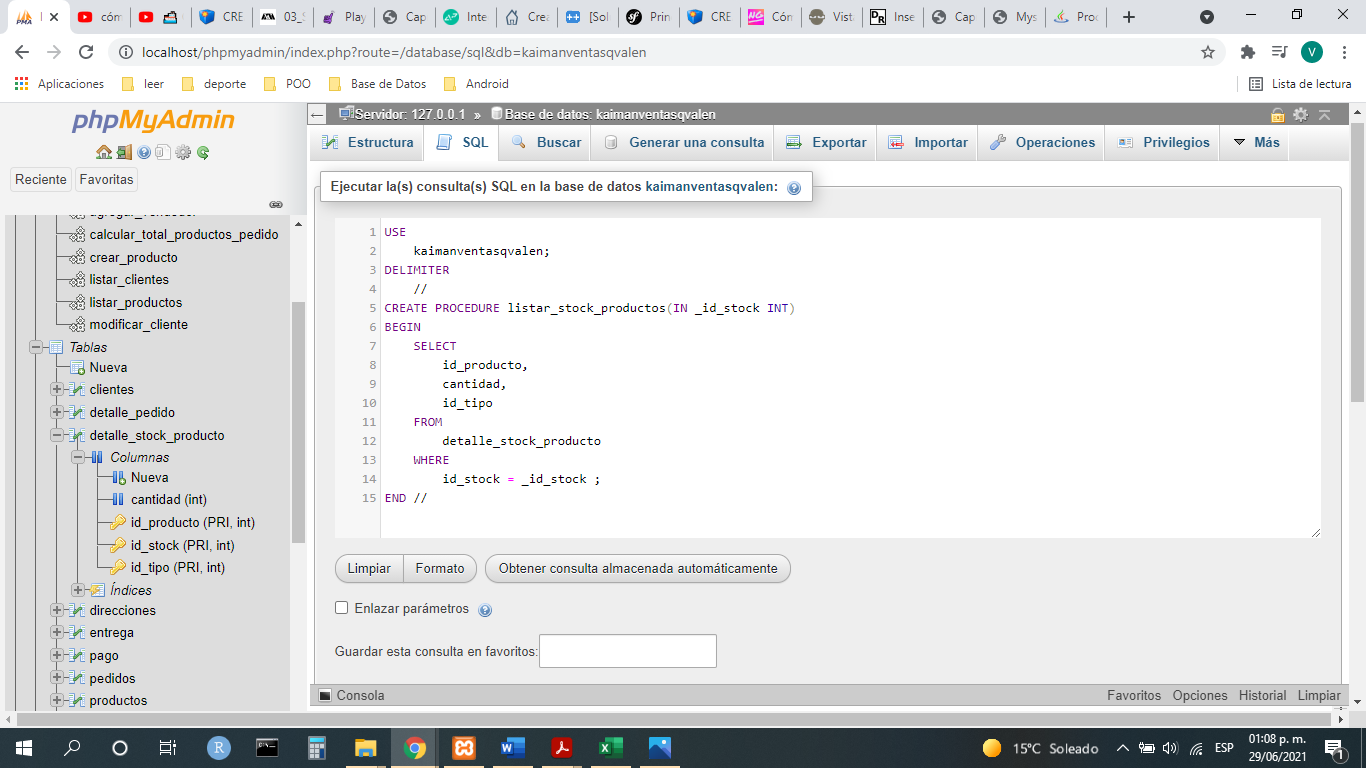 cóm
CRE
03_S
Play
Cap
Inte
Crea
[Sol
Prin
CRE
Cón
Vist
Inse
Cap
Mys
Proc
localhost/phpmyadmin/index.php?route=/database/sql&db=kaimanventasqvalen
V
Aplicaciones
leer
deporte
POO
Base de Datos
Android
Lista de lectura
phpMyAdmin
Reciente
Favoritas
agregar_vendedor
calcular_total_productos_pedido
crear_producto
listar_clientes
listar_productos
modificar_cliente
Tablas
Nueva
clientes
detalle_pedido
detalle_stock_producto
Columnas
Nueva
cantidad (int)
id_producto (PRI, int)
id_stock (PRI, int)
id_tipo (PRI, int)
Índices
direcciones
entrega
pago
pedidos
productos
Servidor: 127.0.0.1 » Base de datos: kaimanventasqvalen
Estructura
SQL
Buscar
Generar una consulta
Exportar
Importar
Operaciones
Privilegios
Más
Ejecutar la(s) consulta(s) SQL en la base de datos kaimanventasqvalen:
1 USE
2 kaimanventasqvalen;
3 DELIMITER
4 //
5 CREATE PROCEDURE listar_stock_productos(IN _id_stock INT)
6 BEGIN
7 SELECT
8 id_producto,
9 cantidad,
10 id_tipo
11 FROM
12 detalle_stock_producto
13 WHERE
14 id_stock = _id_stock ;
15 END //
Limpiar
Formato
Obtener consulta almacenada automáticamente
Enlazar parámetros
Guardar esta consulta en favoritos:
Consola
Favoritos
Opciones
Historial
Limpiar
15°C Soleado
ESP
01:08 p. m.
29/06/2021
1